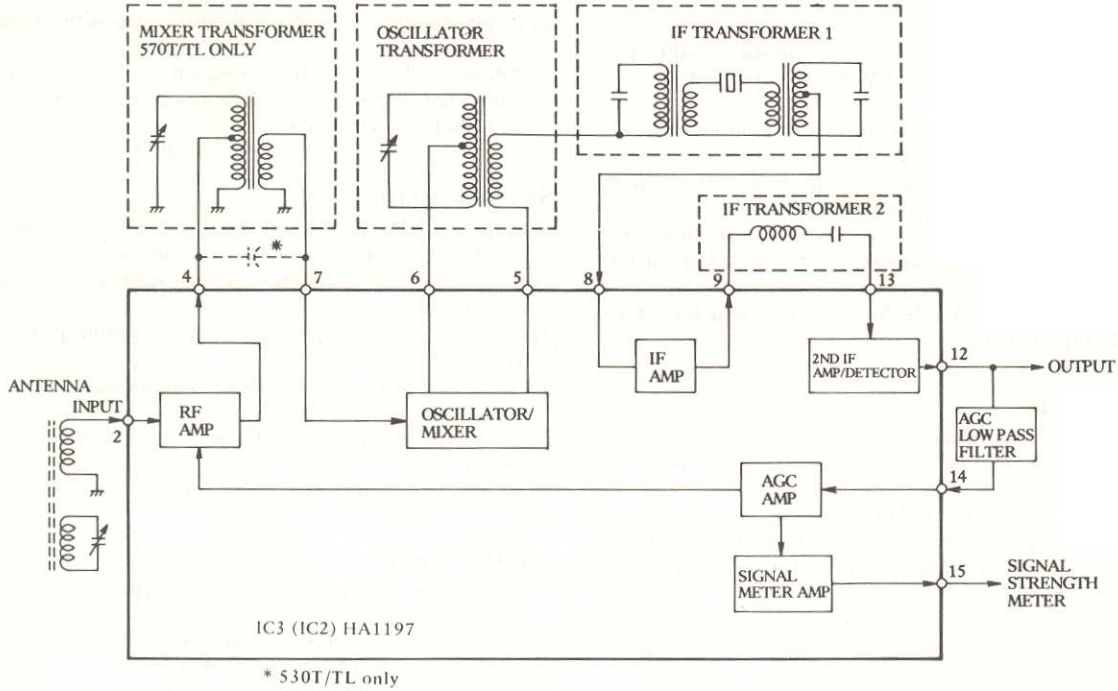 MIXER TRANSFORMER
570T/TL ONLY
OSCILLATOR
TRANSFORMER
IF TRANSFORMER 1
IF TRANSFORMER 2
*
4
7
6
5
8
9
13
IF
AMP
2ND IF
AMP/DETECTOR
12
OUTPUT
ANTENNA
INPUT
2
RF
AMP
OSCILLATOR/
MIXER
AGC
LOW PASS
FILTER
AGC
AMP
14
SIGNAL
METER AMP
15
SIGNAL
STRENGTH
METER
IC3 (IC2) HA1197
* 530T/TL only